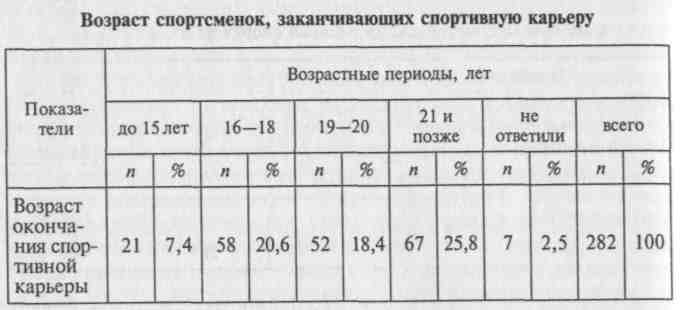 Возраст спортсменок, заканчивающих спортивную карьеру
Показа-
тели
Возрастные периоды, лет
до 15 лет 16—18 19—20 21 и
позже не
ответили всего
n % n % n % n % n % n %
Возраст
оконча-
ния спор-
тивной
карьеры
21 7,4 58 20,6 52 18,4 67 25,8 7 2,5 282 100